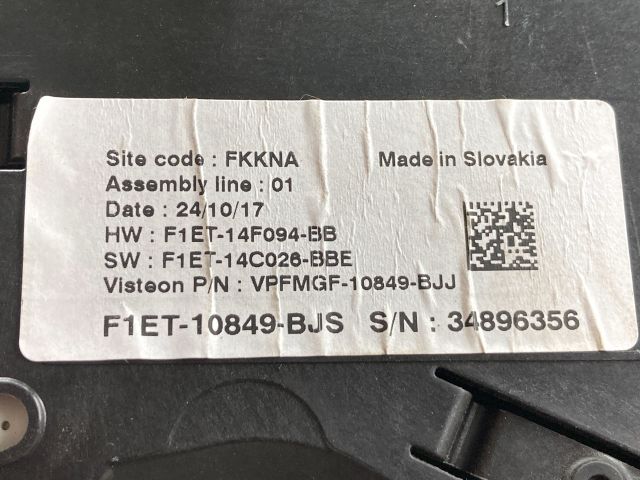 1
Site code : FKKNA Made in Slovakia
Assembly line : 01
Date : 24/10/17
HW : F1ET-14F094-BB
SW : F1ET-14C026-BBE
Visteon P/N : VPFMGF-10849-BJJ
F1ET-10849-BJS S/N : 34896356